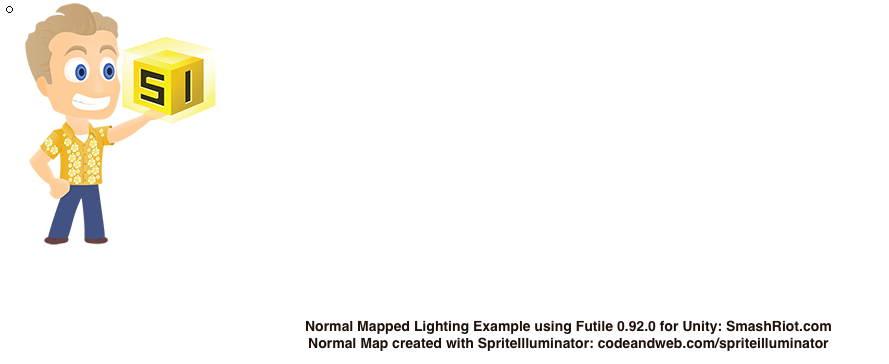 SI
Normal Mapped Lighting Example using Futile 0.92.0 for Unity: SmashRiot.com
Normal Map created with SpriteIlluminator: codeandweb.com/spriteilluminator